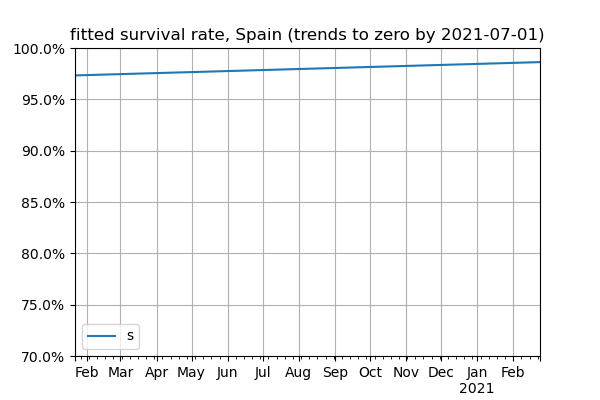 fitted survival rate, Spain (trends to zero by 2021-07-01)
100.0%
95.0%
90.0%
85.0%
80.0%
75.0%
70.0%
s
Feb Mar Apr May Jun Jul Aug Sep Oct Nov Dec Jan Feb
2021